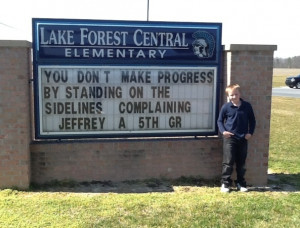 LAKE FOREST CENTRAL
ELEMENTARY
YOU DON'T MAKE PROGRESS
BY STANDING ON THE
SIDELINES COMPLAINING
JEFFREY A 5TH GR